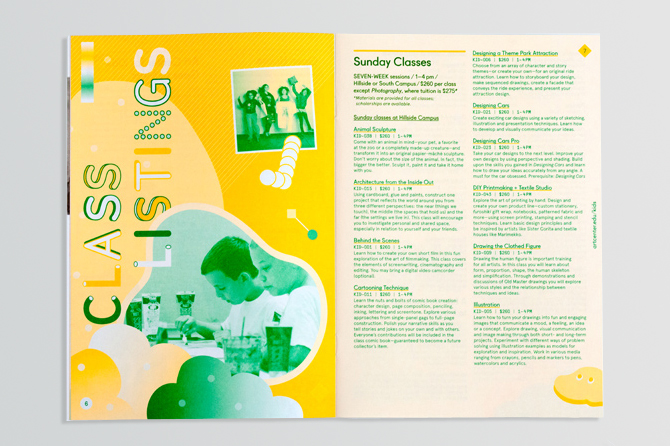 CLASS
LISTINGS
6
7
Sunday Classes
SEVEN-WEEK sessions / 1–4 pm /
Hillside or South Campus / $260 per class
except Photography, where tuition is $275*
*Materials are provided for all classes;
scholarships are available.
Sunday classes at Hillside Campus
Animal Sculpture
KID-038 | $260 | 1–4PM
Come with an animal in mind—your pet, a favorite
at the zoo or a completely made-up creature—and
transform it into an original papier-mâché sculpture.
Don't worry about the size of the animal. In fact, the
bigger the better. Sculpt it, paint it and take it home
with you.
Architecture from the Inside Out
KID-015 | $260 | 1–4PM
Using cardboard, glue and paints, construct one
project that reflects the world around you from
three different perspectives: the near (things we
touch), the middle (the spaces that hold us) and the
far (the settings we live in). This class will encourage
you to investigate personal and shared space,
especially in relation to yourself and your friends.
Behind the Scenes
KID-001 | $260 | 1–4PM
Learn how to create your own short film in this fun
exploration of the art of filmmaking. This class covers
the elements of screenwriting, cinematography and
editing. You may bring a digital video camcorder
(optional).
Cartooning Technique
KID-011 | $260 | 1–4PM
Learn the nuts and bolts of comic book creation:
character design, page composition, penciling,
inking, lettering and screentone. Explore various
approaches from single-panel gags to full-page
construction. Polish your narrative skills as you
tell stories and jokes on your own and with others.
Everyone's contributions will be included in the
class comic book—guaranteed to become a future
collector's item.
Designing a Theme Park Attraction
KID-006 | $260 | 1–4PM
Choose from an array of character and story
themes—or create your own—for an original ride
attraction. Learn how to storyboard your design,
make sequence drawings, create a facade that
conveys the ride experience, and present your
attraction design.
Designing Cars
KID-021 | $260 | 1–4PM
Create exciting car designs using a variety of sketching,
illustration and presentation techniques. Learn how
to develop and visually communicate your ideas.
Designing Cars Pro
KID-023 | $260 | 1–4PM
Take your car designs to the next level. Improve your
own designs by using perspective and shading. Build
upon the skills you gained in Designing Cars and learn
how to draw your ideas accurately from any angle. A
must for the car obsessed. Prerequisite: Designing Cars
DIY Printmaking + Textile Studio
KID-043 | $260 | 1–4PM
Explore the art of printing by hand. Design and
create your own product line—custom stationery,
furoshiki gift wrap, notebooks, patterned fabric and
more—using screen printing, stamping and stencil
techniques. Learn basic design principles and
be inspired by artists like Sister Corita and textile
houses like Marimekko.
Drawing the Clothed Figure
KID-009 | $260 | 1–4PM
Drawing the human figure is important training
for all artists. In this class you will learn about
form, proportion, shape, the human skeleton
and simplification. Through demonstrations and
discussions of Old Master drawings you will explore
various styles and the relationship between
techniques and ideas.
Illustration
KID-005 | $260 | 1–4PM
Learn how to turn your drawings into fun and engaging
images that communicate a mood, a feeling, an idea
or a concept. Explore drawing, visual communication
and image making through both short- and long-term
projects. Experiment with different ways of problem
solving using illustration examples as models for
exploration and inspiration. Work in various media
ranging from crayons, pencils and markers to pens,
watercolors and acrylics.
artcenter.edu/kids